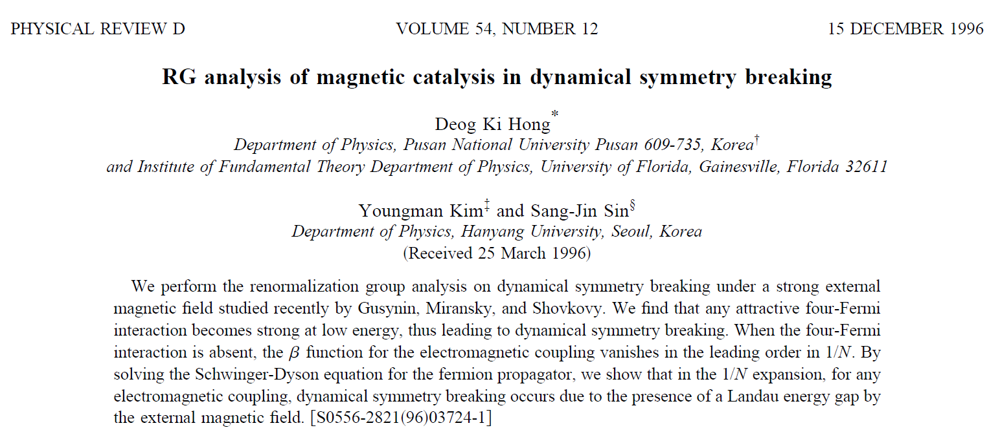 PHYSICAL REVIEW D VOLUME 54, NUMBER 12 15 DECEMBER 1996
RG analysis of magnetic catalysis in dynamical symmetry breaking
Deog Ki Hong*
Department of Physics, Pusan National University Pusan 609-735, Korea†
and Institute of Fundamental Theory Department of Physics, University of Florida, Gainesville, Florida 32611
Youngman Kim‡ and Sang-Jin Sin§
Department of Physics, Hanyang University, Seoul, Korea
(Received 25 March 1996)
We perform the renormalization group analysis on dynamical symmetry breaking under a strong external
magnetic field studied recently by Gusynin, Miransky, and Shovkovy. We find that any attractive four-Fermi
interaction becomes strong at low energy, thus leading to dynamical symmetry breaking. When the four-Fermi
interaction is absent, the β function for the electromagnetic coupling vanishes in the leading order in 1/N. By
solving the Schwinger-Dyson equation for the fermion propagator, we show that in the 1/N expansion, for any
electromagnetic coupling, dynamical symmetry breaking occurs due to the presence of a Landau energy gap by
the external magnetic field. [S0556-2821(96)03724-1]